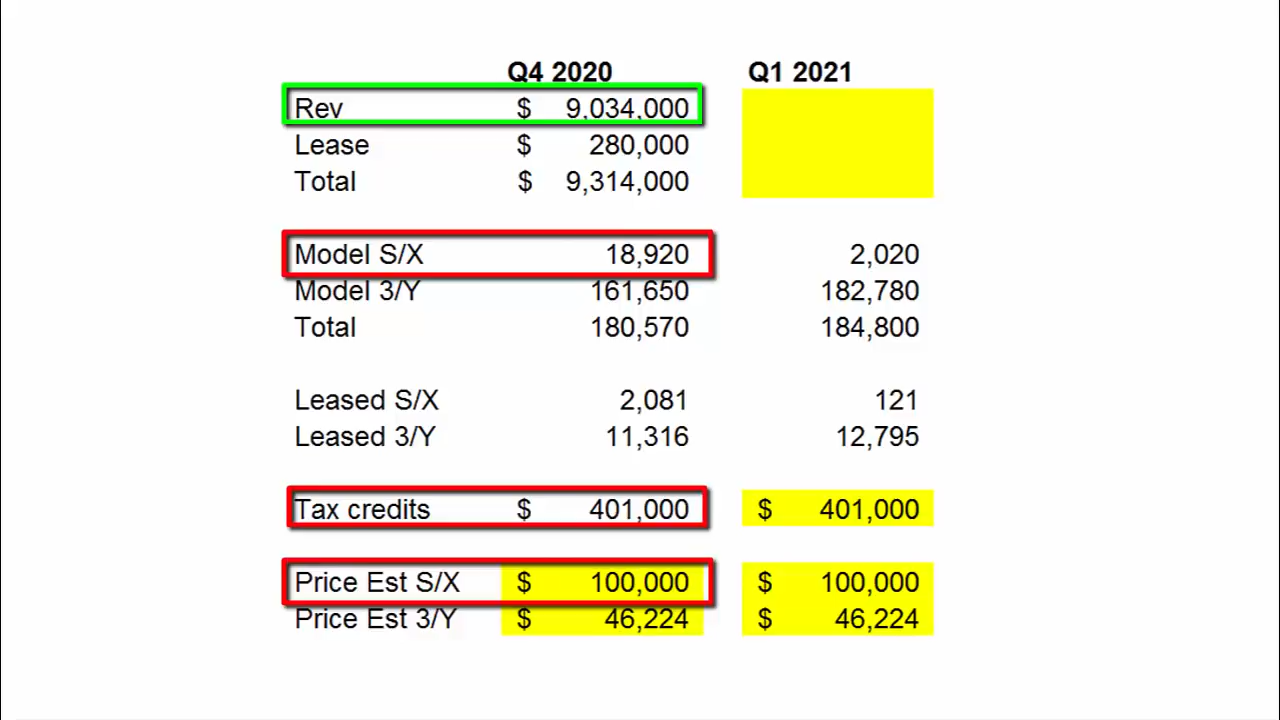 Q4 2020 Q1 2021
Rev $ 9,034,000
Lease $ 280,000
Total $ 9,314,000
Model S/X 18,920 2,020
Model 3/Y 161,650 182,780
Total 180,570 184,800
Leased S/X 2,081 121
Leased 3/Y 11,316 12,795
Tax credits $ 401,000 $ 401,000
Price Est S/X $ 100,000 $ 100,000
Price Est 3/Y $ 46,224 $ 46,224